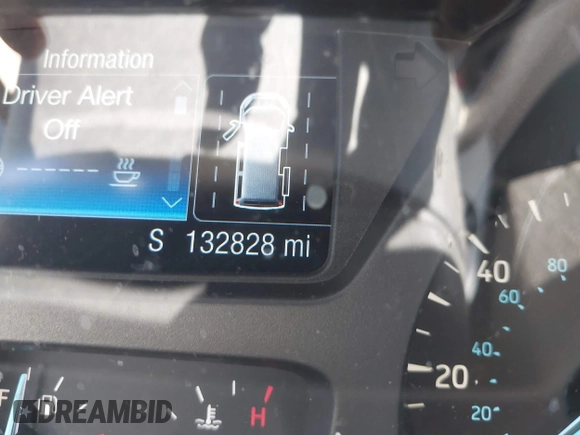 Information
Driver Alert
Off
S 132828 mi
40 80
60
40
20
20
F
H
DREAMBID